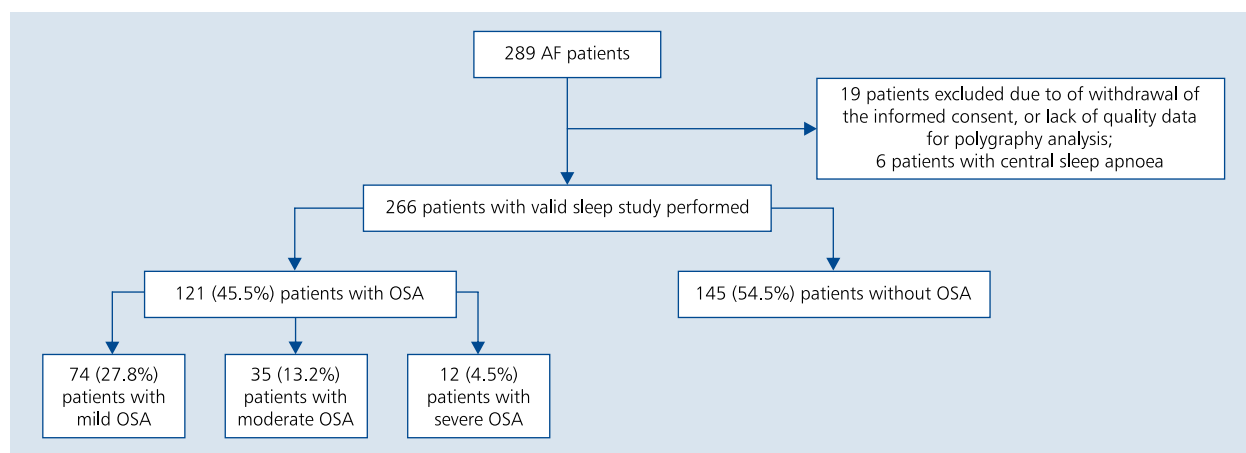 289 AF patients
19 patients excluded due to of withdrawal of
the informed consent, or lack of quality data
for polygraphy analysis;
6 patients with central sleep apnoea
266 patients with valid sleep study performed
121 (45.5%) patients with OSA
145 (54.5%) patients without OSA
74 (27.8%)
patients with
mild OSA
35 (13.2%)
patients with
moderate OSA
12 (4.5%)
patients with
severe OSA